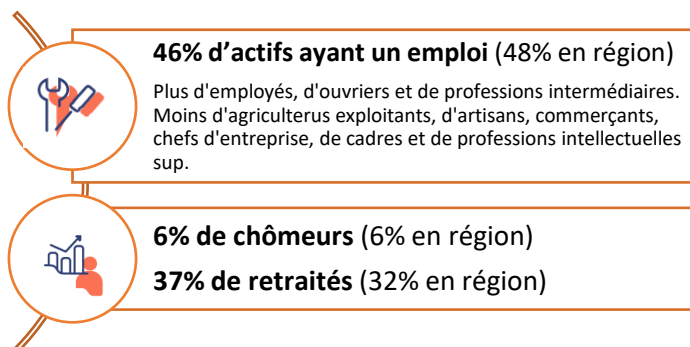 46% d’actifs ayant un emploi (48% en région)
Plus d'employés, d'ouvriers et de professions intermédiaires.
Moins d'agriculterus exploitants, d'artisans, commerçants,
chefs d'entreprise, de cadres et de professions intellectuelles
sup.
6% de chômeurs (6% en région)
37% de retraités (32% en région)